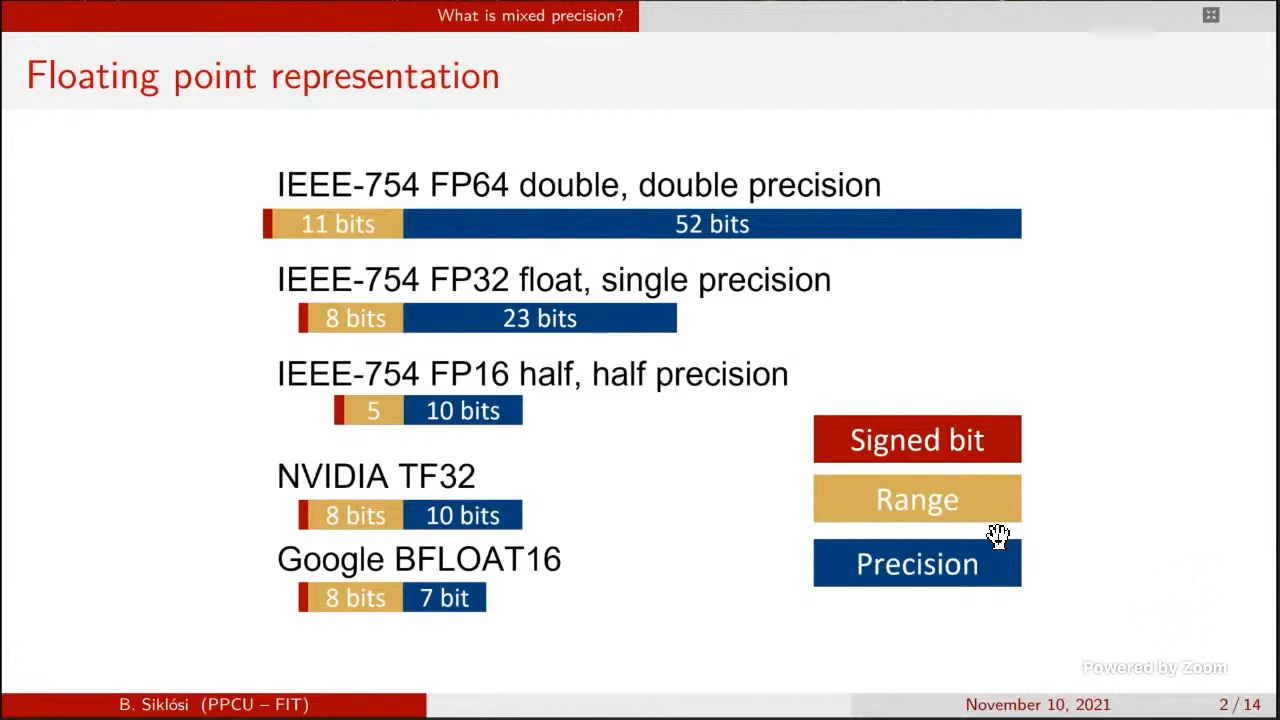 What is mixed precision?
Floating point representation
IEEE-754 FP64 double, double precision
11 bits 52 bits
IEEE-754 FP32 float, single precision
8 bits 23 bits
IEEE-754 FP16 half, half precision
5 10 bits
Signed bit
NVIDIA TF32
Range
8 bits 10 bits
Google BFLOAT16
Precision
8 bits 7 bit
Powered by Zoom
B. Siklósi (PPCU – FIT) November 10, 2021 2 / 14